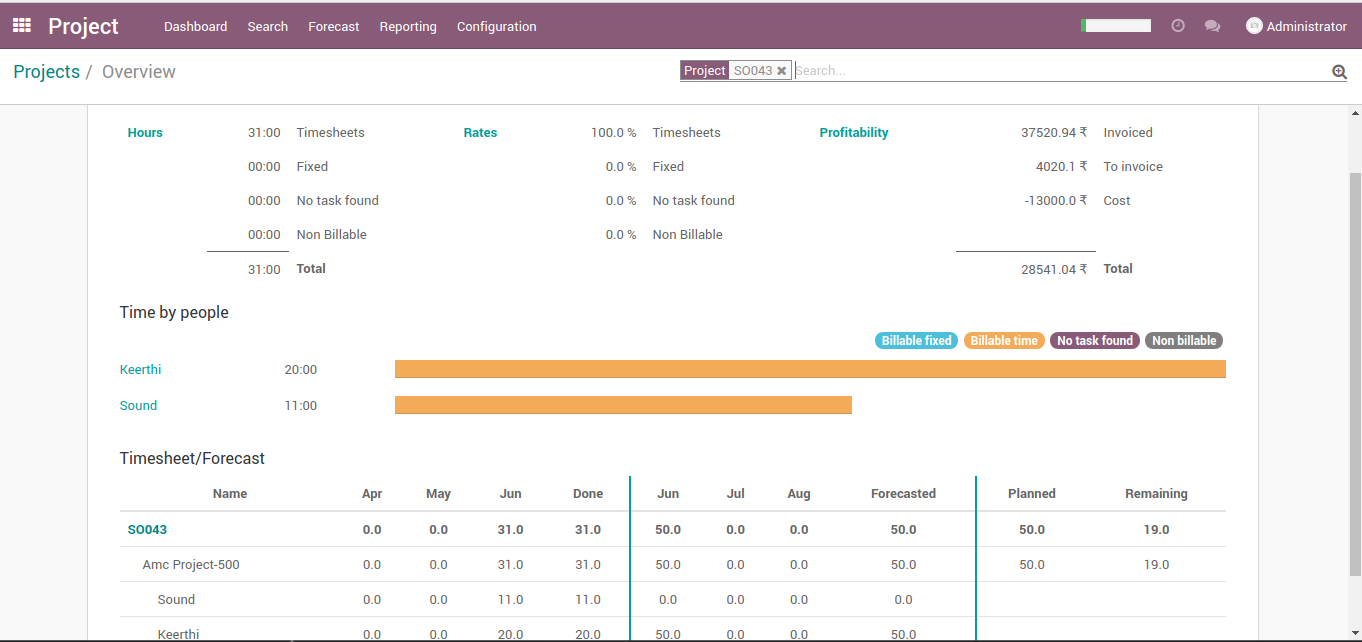 Project Dashboard Search Forecast Reporting Configuration Administrator
Projects / Overview Project SO043 ✖ Search...
Hours 31:00 Timesheets Rates 100.0 % Timesheets Profitability 37520.94 ₹ Invoiced
00:00 Fixed 0.0 % Fixed 4020.1 ₹ To invoice
00:00 No task found 0.0 % No task found -13000.0 ₹ Cost
00:00 Non Billable 0.0 % Non Billable
31:00 Total 28541.04 ₹ Total
Time by people
Billable fixed Billable time No task found Non billable
Keerthi 20:00
Sound 11:00
Timesheet/Forecast
Name Apr May Jun Done Jun Jul Aug Forecasted Planned Remaining
SO043 0.0 0.0 31.0 31.0 50.0 0.0 0.0 50.0 50.0 19.0
Amc Project-500 0.0 0.0 31.0 31.0 50.0 0.0 0.0 50.0 50.0 19.0
Sound 0.0 0.0 11.0 11.0 0.0 0.0 0.0 0.0
Keerthi 0.0 0.0 20.0 20.0 50.0 0.0 0.0 50.0